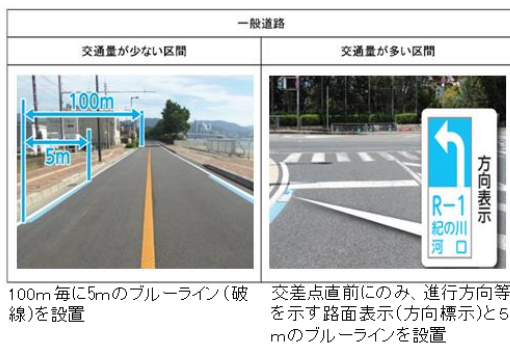 一般道路
交通量が少ない区間
交通量が多い区間
100m
5m
方向表示
R-1
紀の川
河口
100m毎に5mのブルーライン(破
線)を設置
交差点直前にのみ、進行方向等
を示す路面表示(方向標示)と5
mのブルーラインを設置